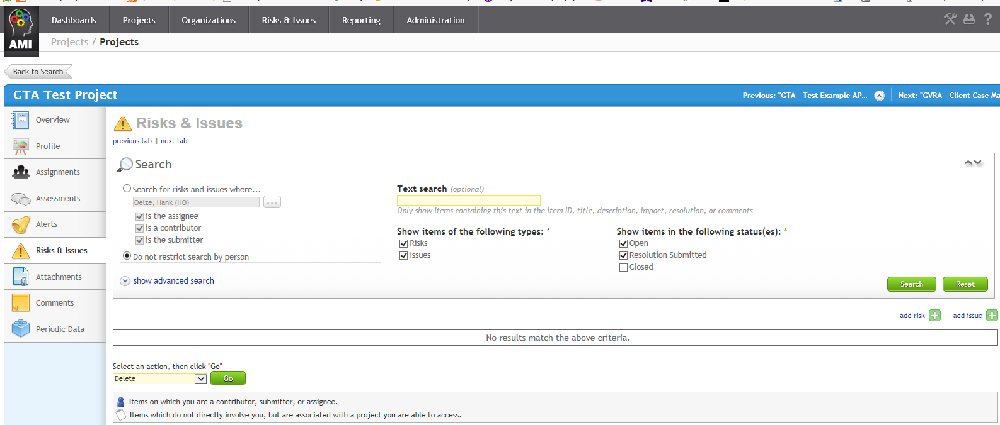 Dashboards Projects Organizations Risks & Issues Reporting Administration ?
AMI
Projects / Projects
Back to Search
GTA Test Project
Previous: "GTA - Test Example AP... Next: "GVRA - Client Case Ma
Overview
Profile
Assignments
Assessments
Alerts
Risks & Issues
Attachments
Comments
Periodic Data
Risks & Issues
previous tab | next tab
Search
Search for risks and issues where...
Oelze, Hank (HO) ...
is the assignee
is a contributor
is the submitter
Do not restrict search by person
show advanced search
Text search (optional)
Only show items containing this text in the item ID, title, description, impact, resolution, or comments
Show items of the following types: *
Risks
Issues
Show items in the following status(es): *
Open
Resolution Submitted
Closed
Search Reset
add risk add issue
No results match the above criteria.
Select an action, then click "Go"
Delete Go
Items on which you are a contributor, submitter, or assignee.
Items which do not directly involve you, but are associated with a project you are able to access.